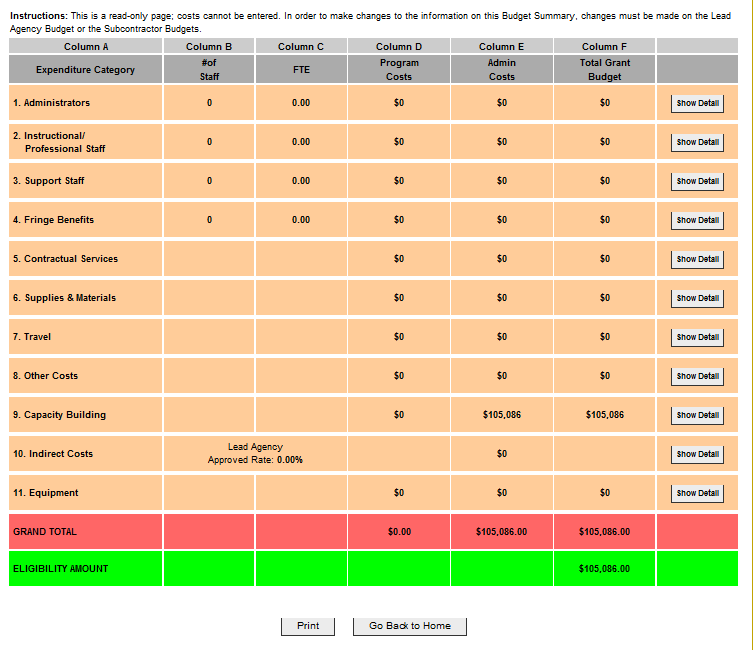 Instructions: This is a read-only page; costs cannot be entered. In order to make changes to the information on this Budget Summary, changes must be made on the Lead
Agency Budget or the Subcontractor Budgets.
Column A Column B Column C Column D Column E Column F
Expenditure Category #of Staff FTE Program Costs Admin Costs Total Grant Budget
1. Administrators 0 0.00 $0 $0 $0 Show Detail
2. Instructional/
Professional Staff 0 0.00 $0 $0 $0 Show Detail
3. Support Staff 0 0.00 $0 $0 $0 Show Detail
4. Fringe Benefits 0 0.00 $0 $0 $0 Show Detail
5. Contractual Services $0 $0 $0 Show Detail
6. Supplies & Materials $0 $0 $0 Show Detail
7. Travel $0 $0 $0 Show Detail
8. Other Costs $0 $0 $0 Show Detail
9. Capacity Building $0 $105,086 $105,086 Show Detail
10. Indirect Costs Lead Agency
Approved Rate: 0.00% $0 Show Detail
11. Equipment $0 $0 $0 Show Detail
GRAND TOTAL $0.00 $105,086.00 $105,086.00
ELIGIBILITY AMOUNT $105,086.00
Print Go Back to Home